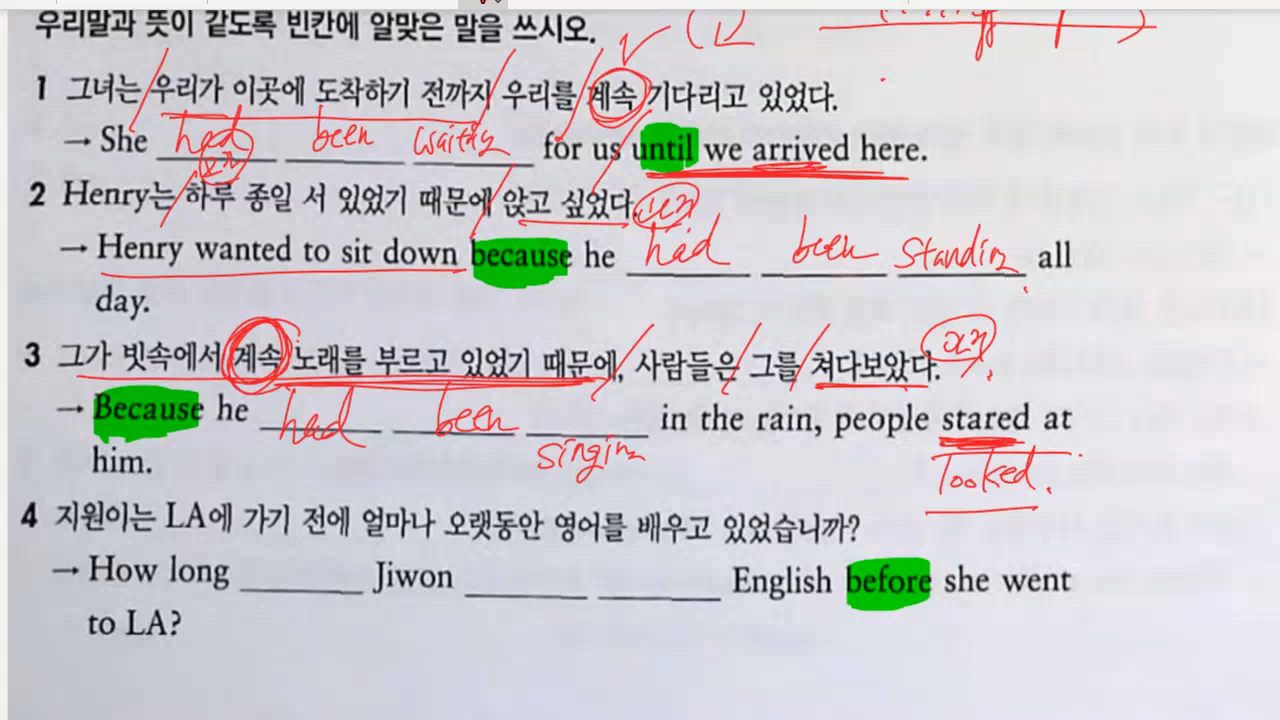 우리말과 뜻이 같도록 빈칸에 알맞은 말을 쓰시오.
1 그녀는 우리가 이곳에 도착하기 전까지 우리를 계속 기다리고 있었다.
→ She had been waiting for us until we arrived here.
과거
2 Henry는 하루 종일 서 있었기 때문에 앉고 싶었다. 과거
→ Henry wanted to sit down because he had been standing all
day.
3 그가 빗속에서 계속 노래를 부르고 있었기 때문에, 사람들은 그를 쳐다보았다. 과거
→ Because he had been singing in the rain, people stared at
him.
looked.
4 지원이는 LA에 가기 전에 얼마나 오랫동안 영어를 배우고 있었습니까?
→ How long ______ Jiwon ______ ______ English before she went
to LA?